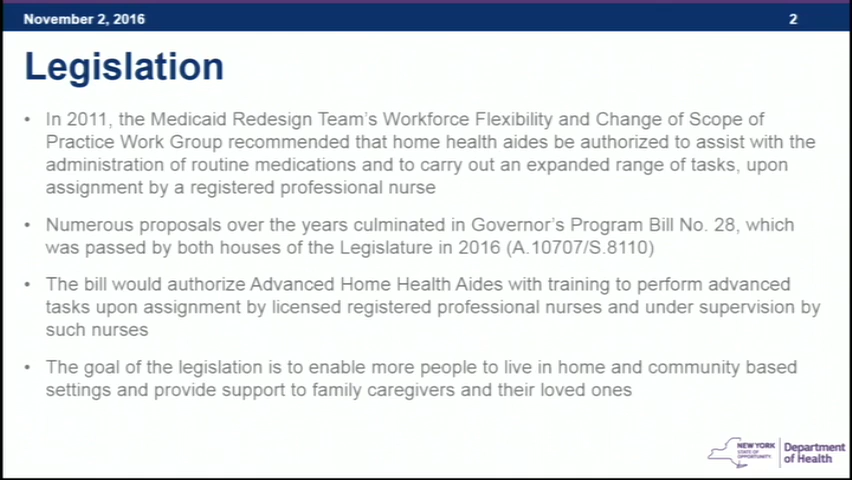 November 2, 2016
2
Legislation
• In 2011, the Medicaid Redesign Team's Workforce Flexibility and Change of Scope of
Practice Work Group recommended that home health aides be authorized to assist with the
administration of routine medications and to carry out an expanded range of tasks, upon
assignment by a registered professional nurse
• Numerous proposals over the years culminated in Governor's Program Bill No. 28, which
was passed by both houses of the Legislature in 2016 (A.10707/S.8110)
• The bill would authorize Advanced Home Health Aides with training to perform advanced
tasks upon assignment by licensed registered professional nurses and under supervision by
such nurses
• The goal of the legislation is to enable more people to live in home and community based
settings and provide support to family caregivers and their loved ones
NEW YORK
STATE OF
OPPORTUNITY.
Department
of Health